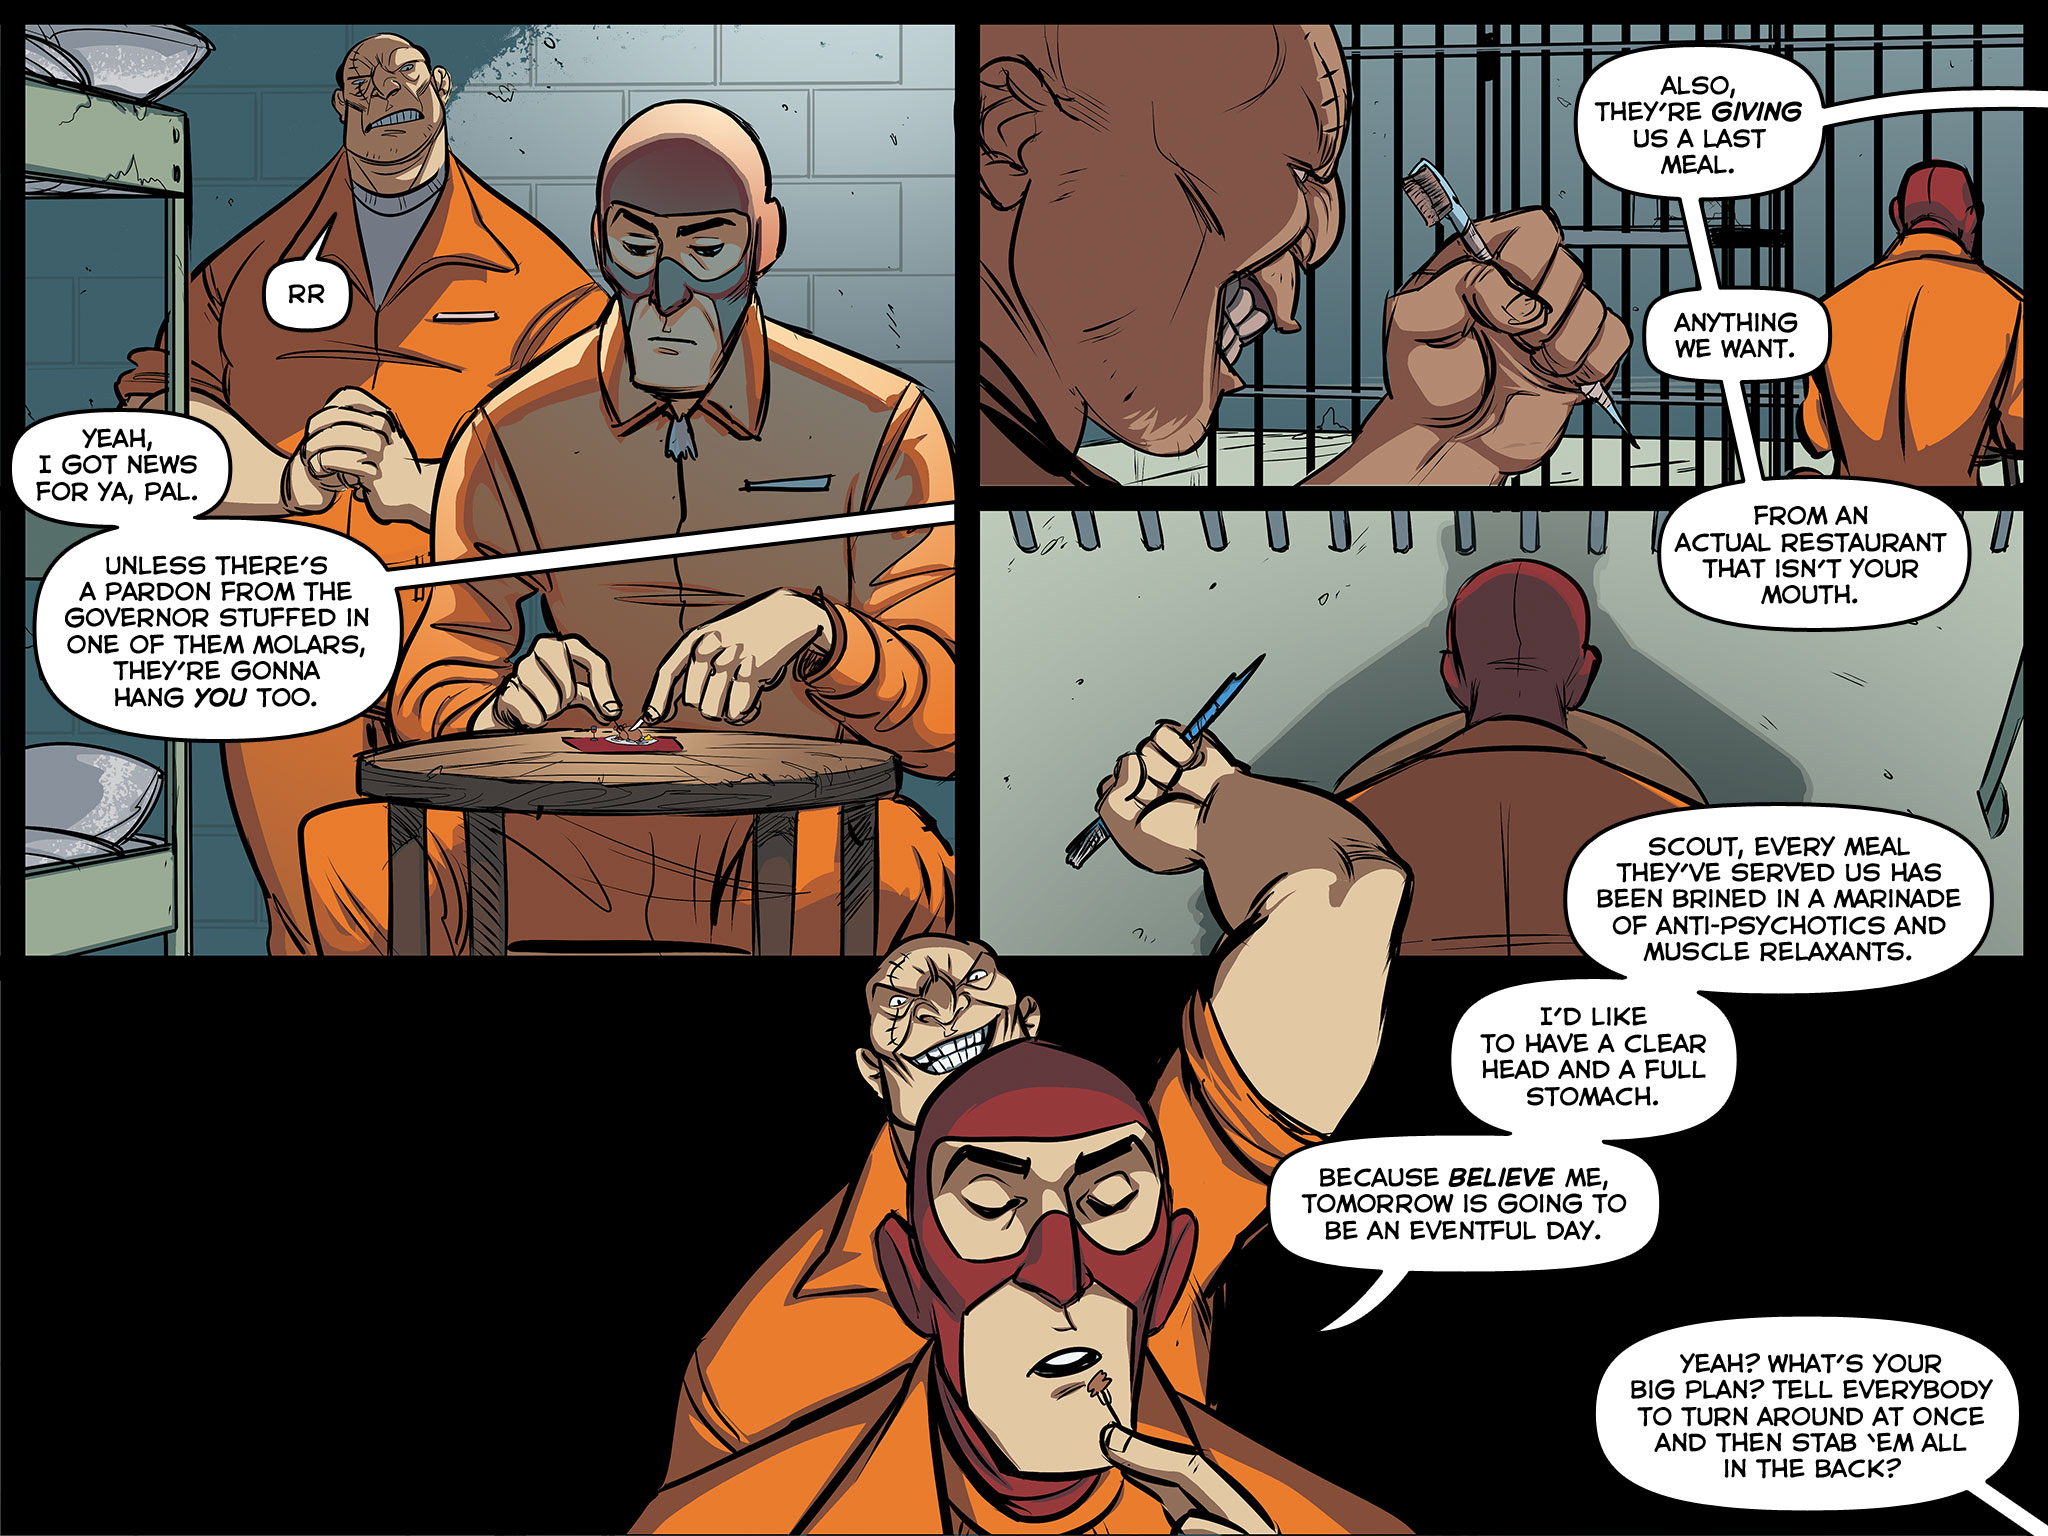 RR
YEAH,
I GOT NEWS
FOR YA, PAL.
UNLESS THERE'S
A PARDON FROM THE
GOVERNOR STUFFED IN
ONE OF THEM MOLARS,
THEY'RE GONNA
HANG YOU TOO.
ALSO,
THEY'RE GIVING
US A LAST
MEAL.
ANYTHING
WE WANT.
FROM AN
ACTUAL RESTAURANT
THAT ISN'T YOUR
MOUTH.
SCOUT, EVERY MEAL
THEY'VE SERVED US HAS
BEEN BRINED IN A MARINADE
OF ANTI-PSYCHOTICS AND
MUSCLE RELAXANTS.
I'D LIKE
TO HAVE A CLEAR
HEAD AND A FULL
STOMACH.
BECAUSE BELIEVE ME,
TOMORROW IS GOING TO
BE AN EVENTFUL DAY.
YEAH? WHAT'S YOUR
BIG PLAN? TELL EVERYBODY
TO TURN AROUND AT ONCE
AND THEN STAB 'EM ALL
IN THE BACK?